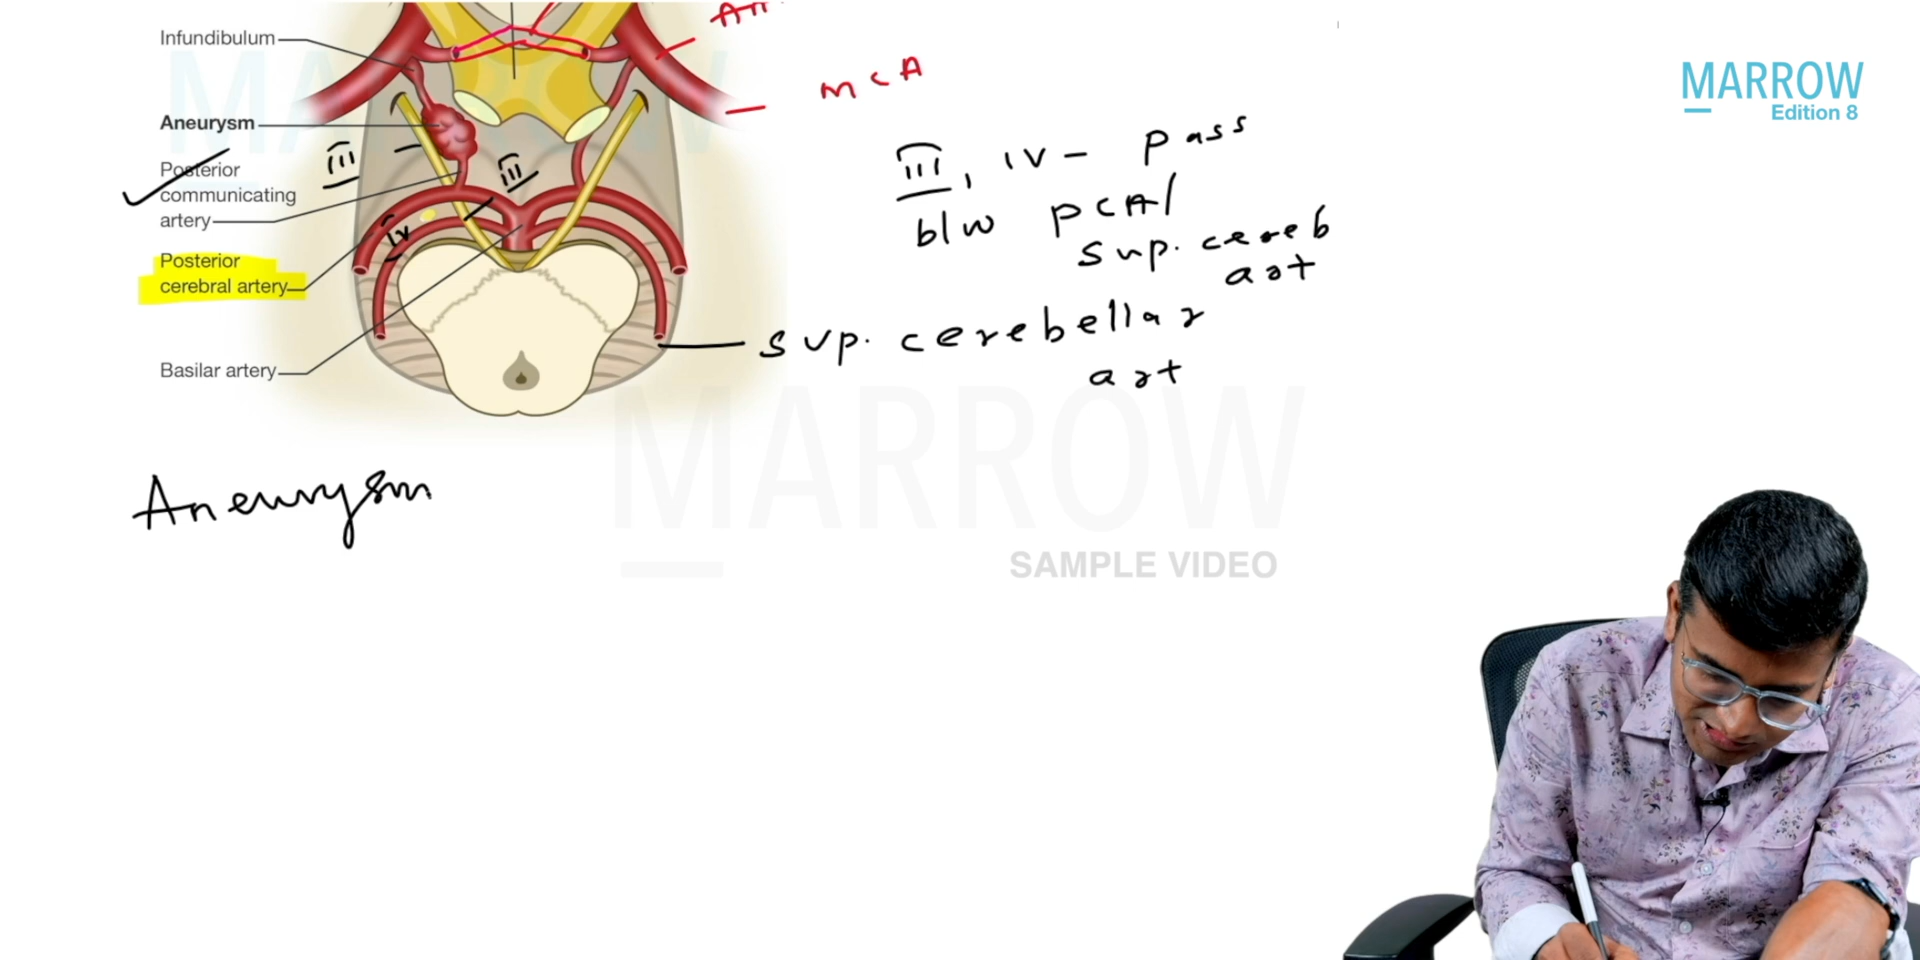 Infundibulum
MCA
MARROW
Edition 8
Aneurysm
III
III
III, IV - Pass
Posterior
communicating
artery
b/w PCA/
IV
Sup. cereb
art
Posterior
cerebral artery
Sup. cerebellar
art
Basilar artery
MARROW
Aneurysm
SAMPLE VIDEO